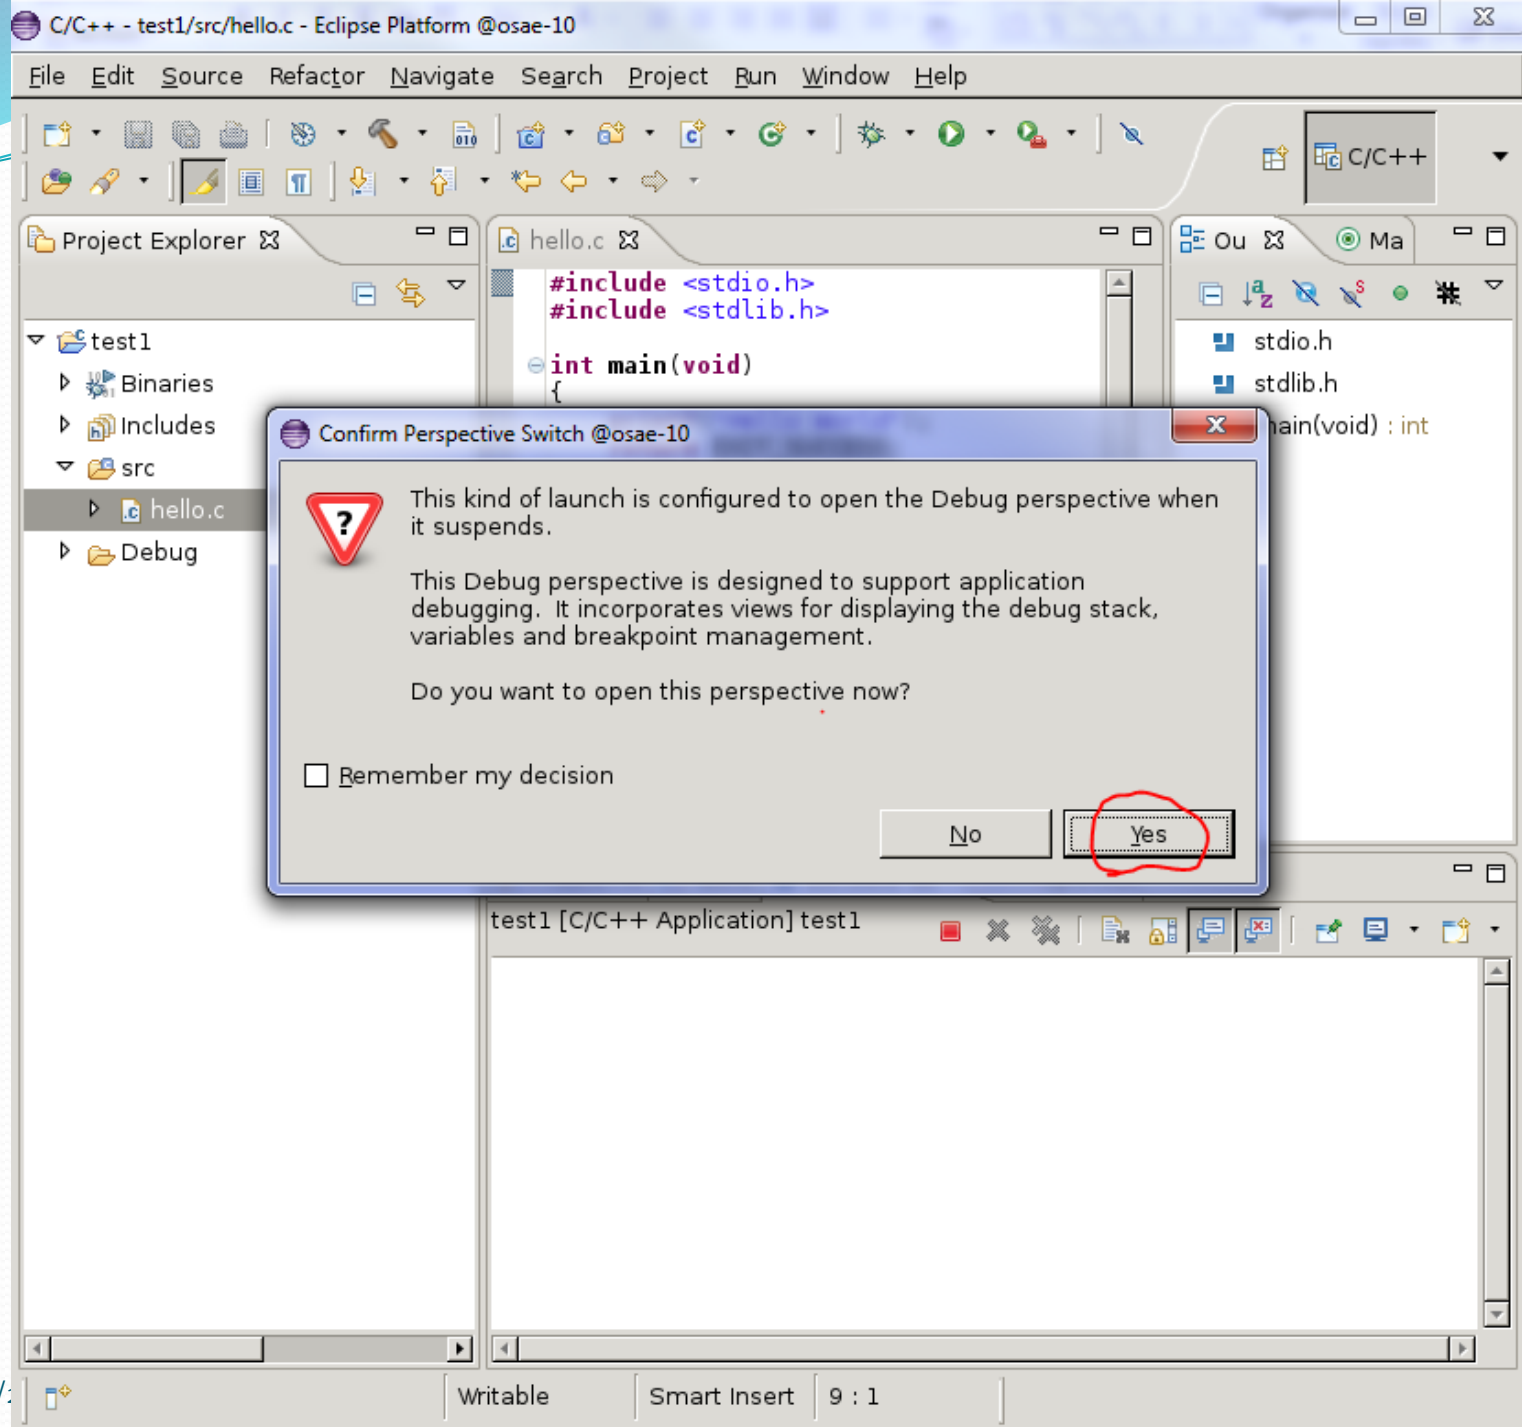 C/C++ - test1/src/hello.c - Eclipse Platform @osae-10
File Edit Source Refactor Navigate Search Project Run Window Help
C/C++
Project Explorer
hello.c
Ou
Ma
#include <stdio.h>
#include <stdlib.h>
int main(void)
{
test1
Binaries
Includes
src
hello.c
Debug
stdio.h
stdlib.h
main(void) : int
Confirm Perspective Switch @osae-10
This kind of launch is configured to open the Debug perspective when
it suspends.
This Debug perspective is designed to support application
debugging. It incorporates views for displaying the debug stack,
variables and breakpoint management.
Do you want to open this perspective now?
Remember my decision
No
Yes
test1 [C/C++ Application] test1
Writable
Smart Insert
9 : 1